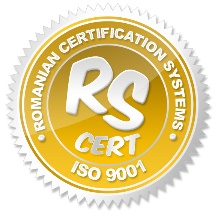 · ROMANIAN CERTIFICATION SYSTEMS ·
RS
CERT
ISO 9001